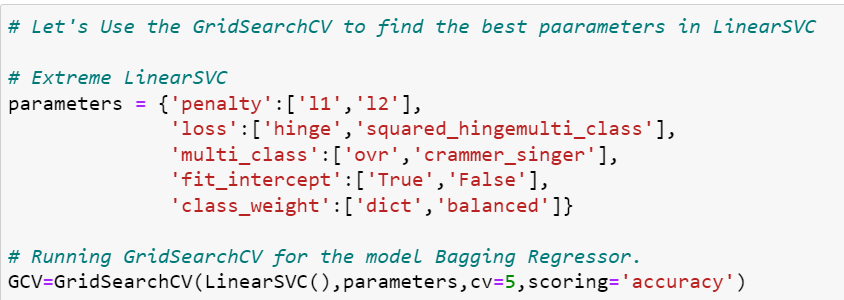 # Let's Use the GridSearchCV to find the best paarameters in LinearSVC
# Extreme LinearSVC
parameters = {'penalty':['l1','l2'],
'loss':['hinge','squared_hingemulti_class'],
'multi_class':['ovr','crammer_singer'],
'fit_intercept':['True','False'],
'class_weight':['dict','balanced']}
# Running GridSearchCV for the model Bagging Regressor.
GCV=GridSearchCV(LinearSVC(),parameters,cv=5,scoring='accuracy')